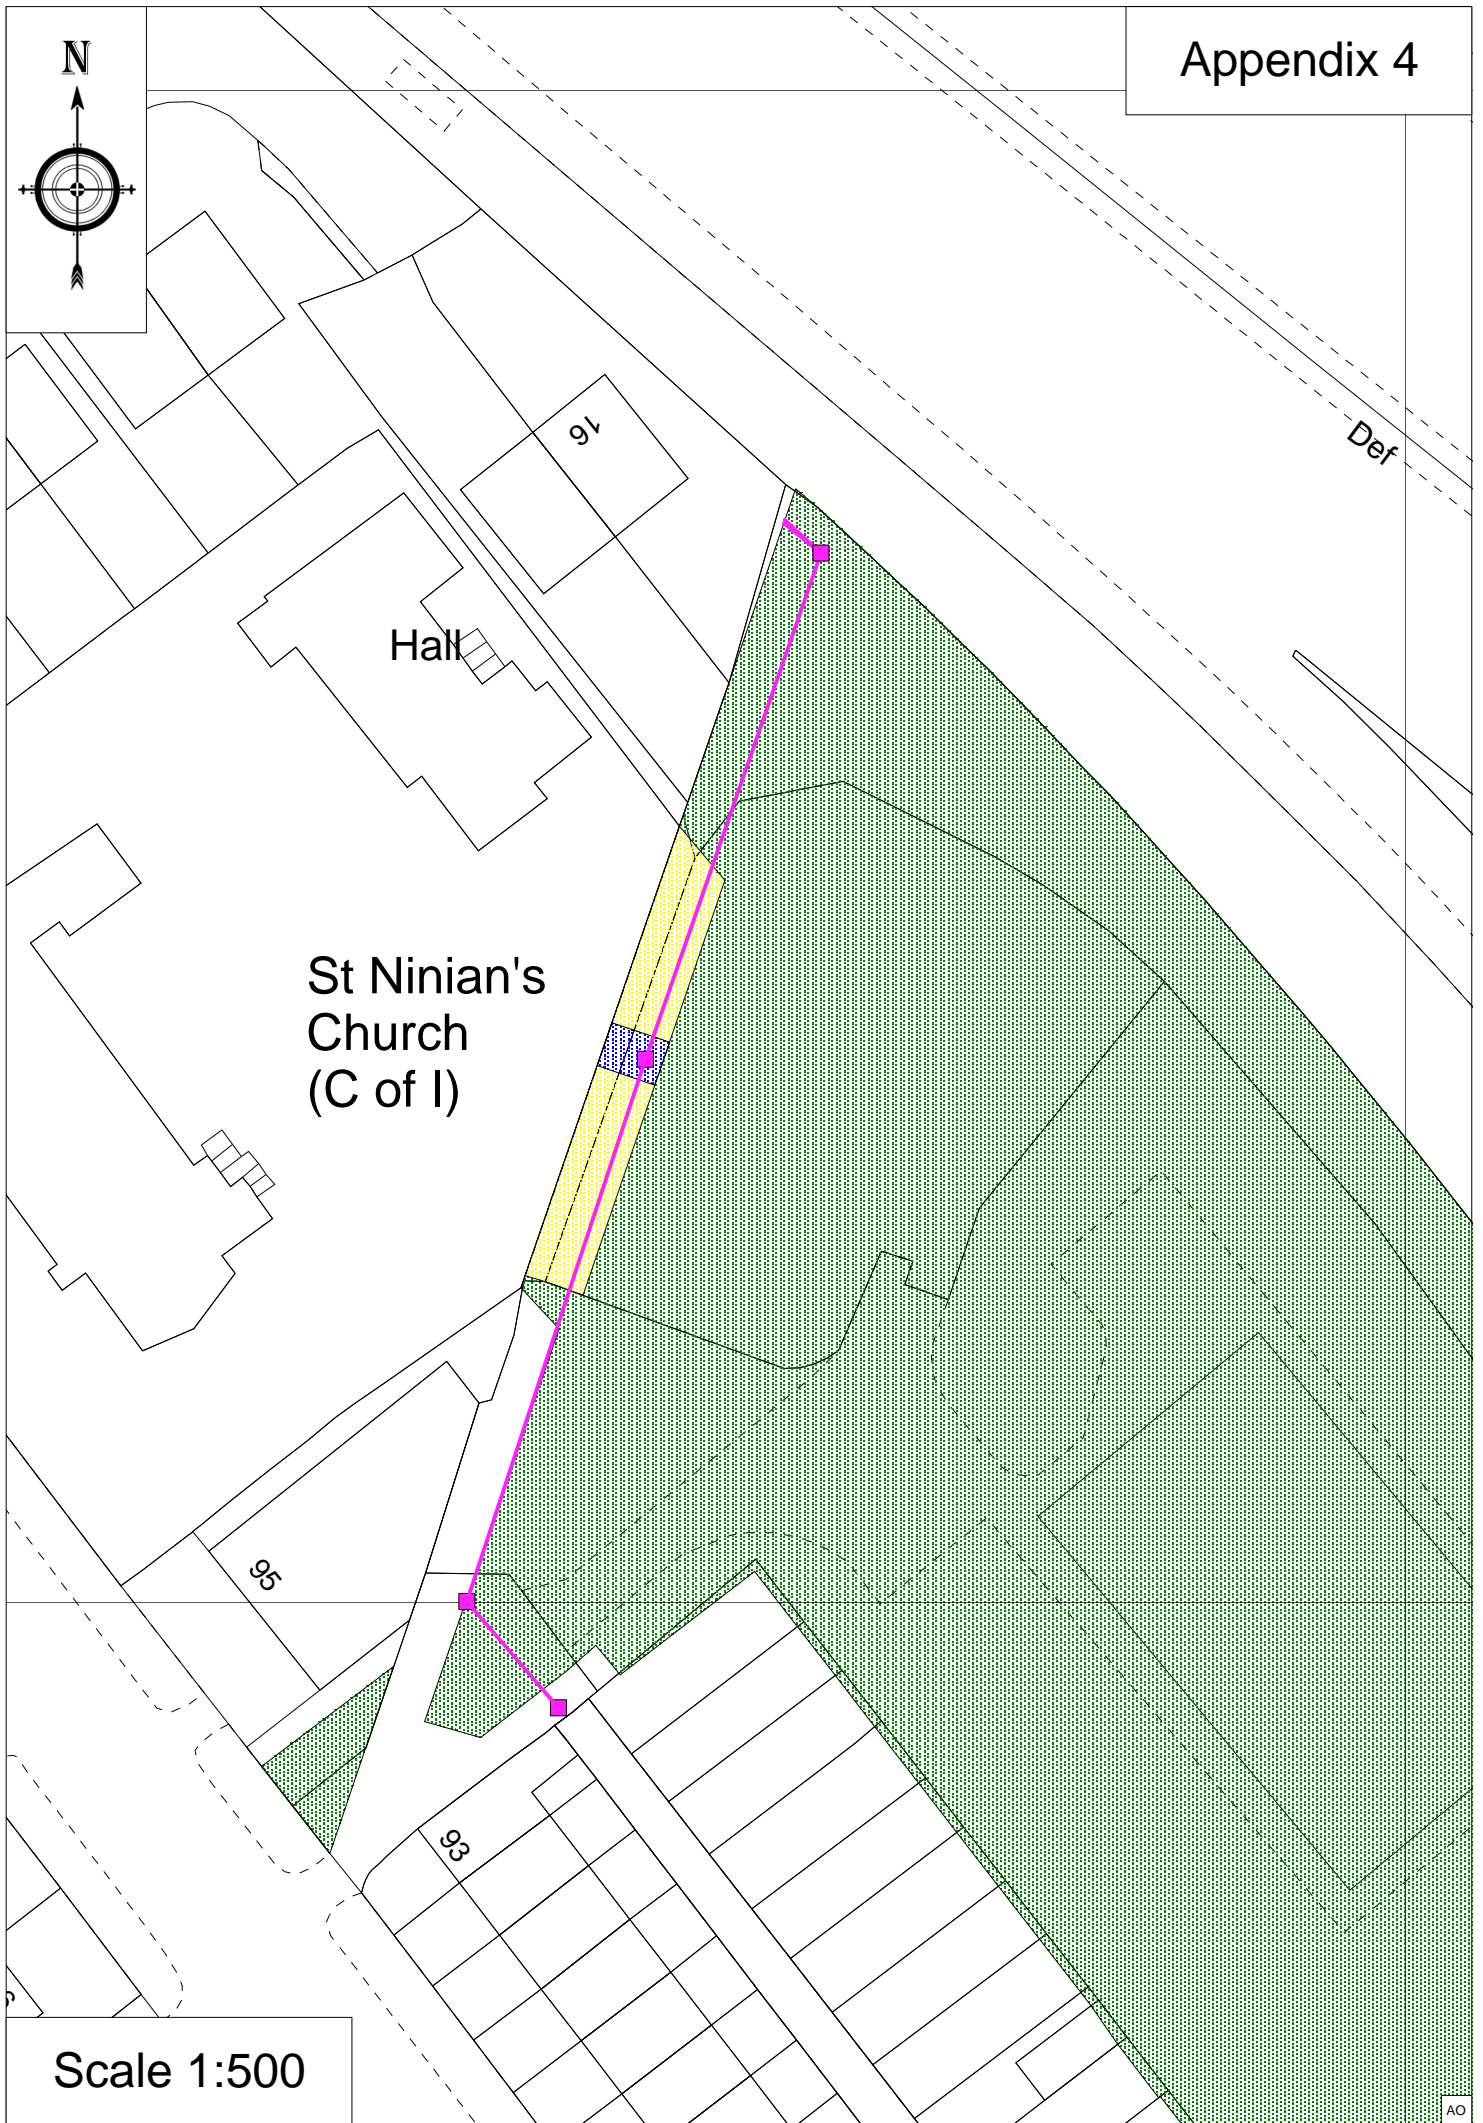 N
Appendix 4
16
Def
Hall
St Ninian's
Church
(C of I)
95
93
Scale 1:500
AO